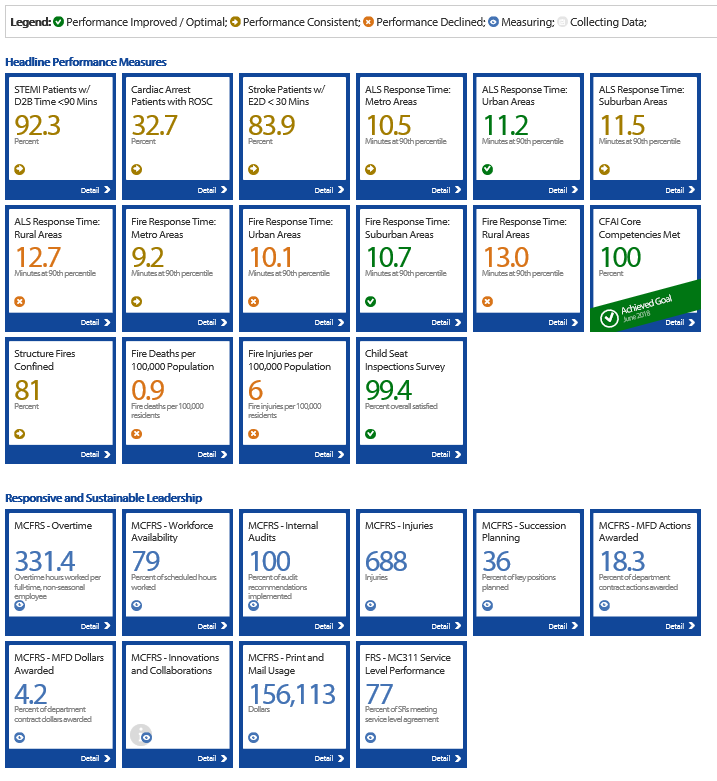 Legend: Performance Improved / Optimal; Performance Consistent; Performance Declined; Measuring; Collecting Data;
Headline Performance Measures
STEMI Patients w/
D2B Time <90 Mins
92.3
Percent
Detail
Cardiac Arrest
Patients with ROSC
32.7
Percent
Detail
Stroke Patients w/
E2D < 30 Mins
83.9
Percent
Detail
ALS Response Time:
Metro Areas
10.5
Minutes at 90th percentile
Detail
ALS Response Time:
Urban Areas
11.2
Minutes at 90th percentile
Detail
ALS Response Time:
Suburban Areas
11.5
Minutes at 90th percentile
Detail
ALS Response Time:
Rural Areas
12.7
Minutes at 90th percentile
Detail
Fire Response Time:
Metro Areas
9.2
Minutes at 90th percentile
Detail
Fire Response Time:
Urban Areas
10.1
Minutes at 90th percentile
Detail
Fire Response Time:
Suburban Areas
10.7
Minutes at 90th percentile
Detail
Fire Response Time:
Rural Areas
13.0
Minutes at 90th percentile
Detail
CFAI Core
Competencies Met
100
Percent
Achieved Goal
June 2018
Detail
Structure Fires
Confined
81
Percent
Detail
Fire Deaths per
100,000 Population
0.9
Fire deaths per 100,000
residents
Detail
Fire Injuries per
100,000 Population
6
Fire injuries per 100,000
residents
Detail
Child Seat
Inspections Survey
99.4
Percent overall satisfied
Detail
Responsive and Sustainable Leadership
MCFRS - Overtime
331.4
Overtime hours worked per
full-time, non-seasonal
employee
Detail
MCFRS - Workforce
Availability
79
Percent of scheduled hours
worked
Detail
MCFRS - Internal
Audits
100
Percent of audit
recommendations
implemented
Detail
MCFRS - Injuries
688
Injuries
Detail
MCFRS - Succession
Planning
36
Percent of key positions
planned
Detail
MCFRS - MFD Actions
Awarded
18.3
Percent of department
contract actions awarded
Detail
MCFRS - MFD Dollars
Awarded
4.2
Percent of department
contract dollars awarded
Detail
MCFRS - Innovations
and Collaborations
Detail
MCFRS - Print and
Mail Usage
156,113
Dollars
Detail
FRS - MC311 Service
Level Performance
77
Percent of SRs meeting
service level agreement
Detail